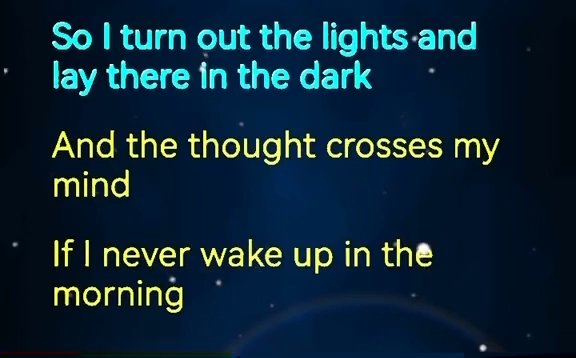 So I turn out the lights and
lay there in the dark
And the thought crosses my
mind
If I never wake up in the
morning